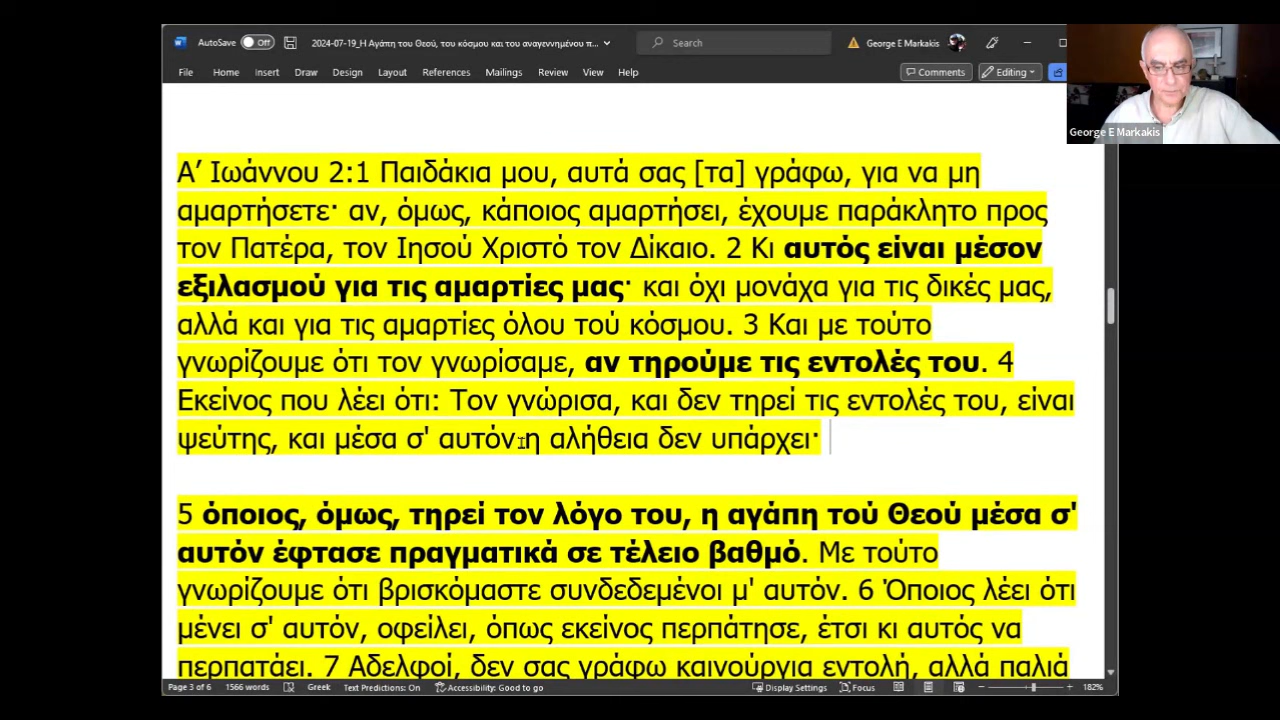 AutoSave Off 2024-07-19_Η Αγάπη του Θεού, του κόσμου και του αναγεννημένου π... Search George E Markakis
File Home Insert Draw Design Layout References Mailings Review View Help Comments Editing
George E Markakis
Α’ Ιωάννου 2:1 Παιδάκια μου, αυτά σας [τα] γράφω, για να μη
αμαρτήσετε· αν, όμως, κάποιος αμαρτήσει, έχουμε παράκλητο προς
τον Πατέρα, τον Ιησού Χριστό τον Δίκαιο. 2 Κι αυτός είναι μέσον
εξιλασμού για τις αμαρτίες μας· και όχι μονάχα για τις δικές μας,
αλλά και για τις αμαρτίες όλου τού κόσμου. 3 Και με τούτο
γνωρίζουμε ότι τον γνωρίσαμε, αν τηρούμε τις εντολές του. 4
Εκείνος που λέει ότι: Τον γνώρισα, και δεν τηρεί τις εντολές του, είναι
ψεύτης, και μέσα σ' αυτόν η αλήθεια δεν υπάρχει·
5 όποιος, όμως, τηρεί τον λόγο του, η αγάπη τού Θεού μέσα σ'
αυτόν έφτασε πραγματικά σε τέλειο βαθμό. Με τούτο
γνωρίζουμε ότι βρισκόμαστε συνδεδεμένοι μ' αυτόν. 6 Όποιος λέει ότι
μένει σ' αυτόν, οφείλει, όπως εκείνος περπάτησε, έτσι κι αυτός να
περπατάει. 7 Αδελφοί, δεν σας γράφω καινούργια εντολή, αλλά παλιά
Page 3 of 6 1566 words Greek Text Predictions: On Accessibility: Good to go Display Settings Focus 182%